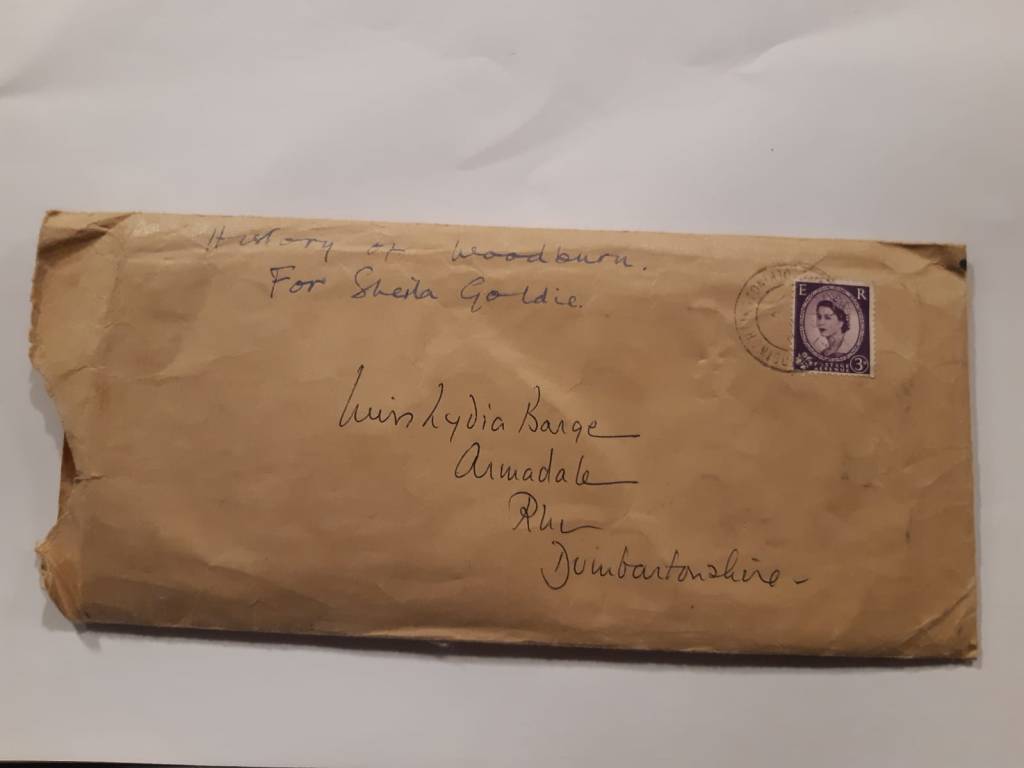 History of Woodburn.
For Sheila Goldie.
E R
3D
Miss Lydia Barge
Armadale
Rhu
Dumbartonshire -